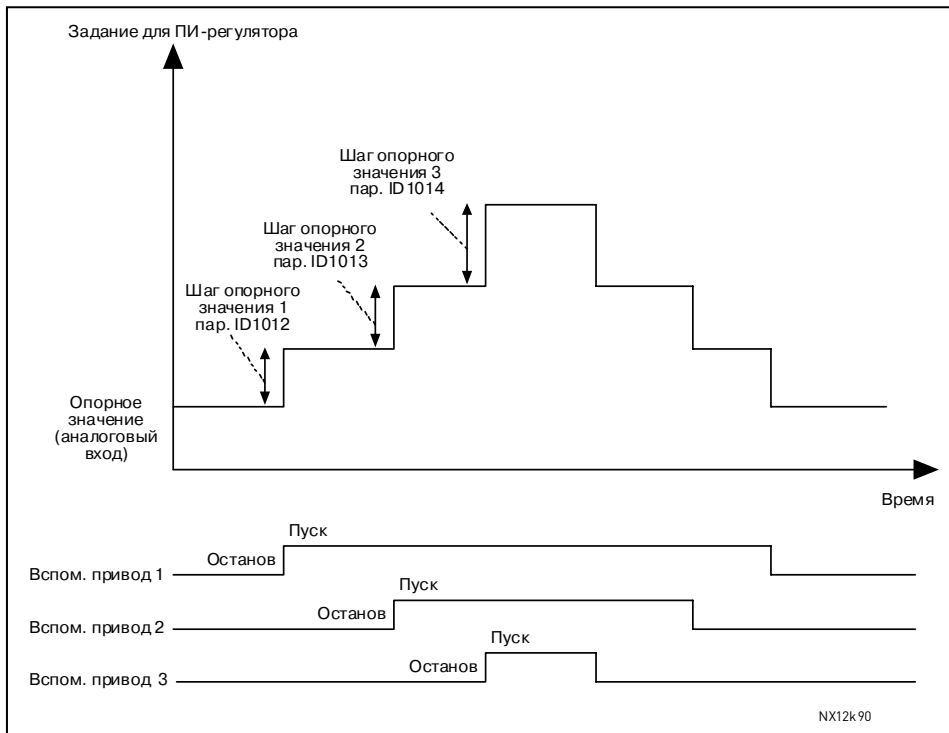 Задание для ПИ-регулятора
Шаг опорного
значения 3
пар. ID1014
Шаг опорного
значения 2
пар. ID1013
Шаг опорного
значения 1
пар. ID1012
Опорное
значение
(аналоговый
вход)
Время
Пуск
Останов
Вспом. привод 1
Пуск
Останов
Вспом. привод 2
Пуск
Останов
Вспом. привод 3
NX12k90